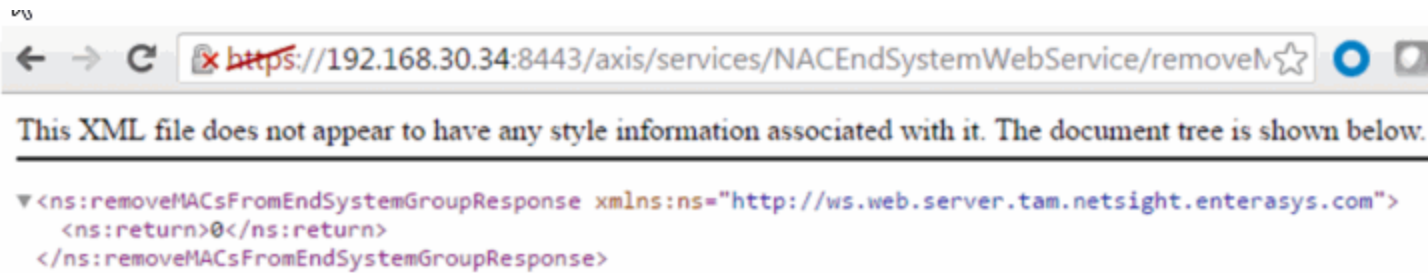 https://192.168.30.34:8443/axis/services/NACEndSystemWebService/remove
This XML file does not appear to have any style information associated with it. The document tree is shown below.
▼<ns:removeMACsFromEndSystemGroupResponse xmlns:ns="http://ws.web.server.tam.netsight.enterasys.com">
<ns:return>0</ns:return>
</ns:removeMACsFromEndSystemGroupResponse>